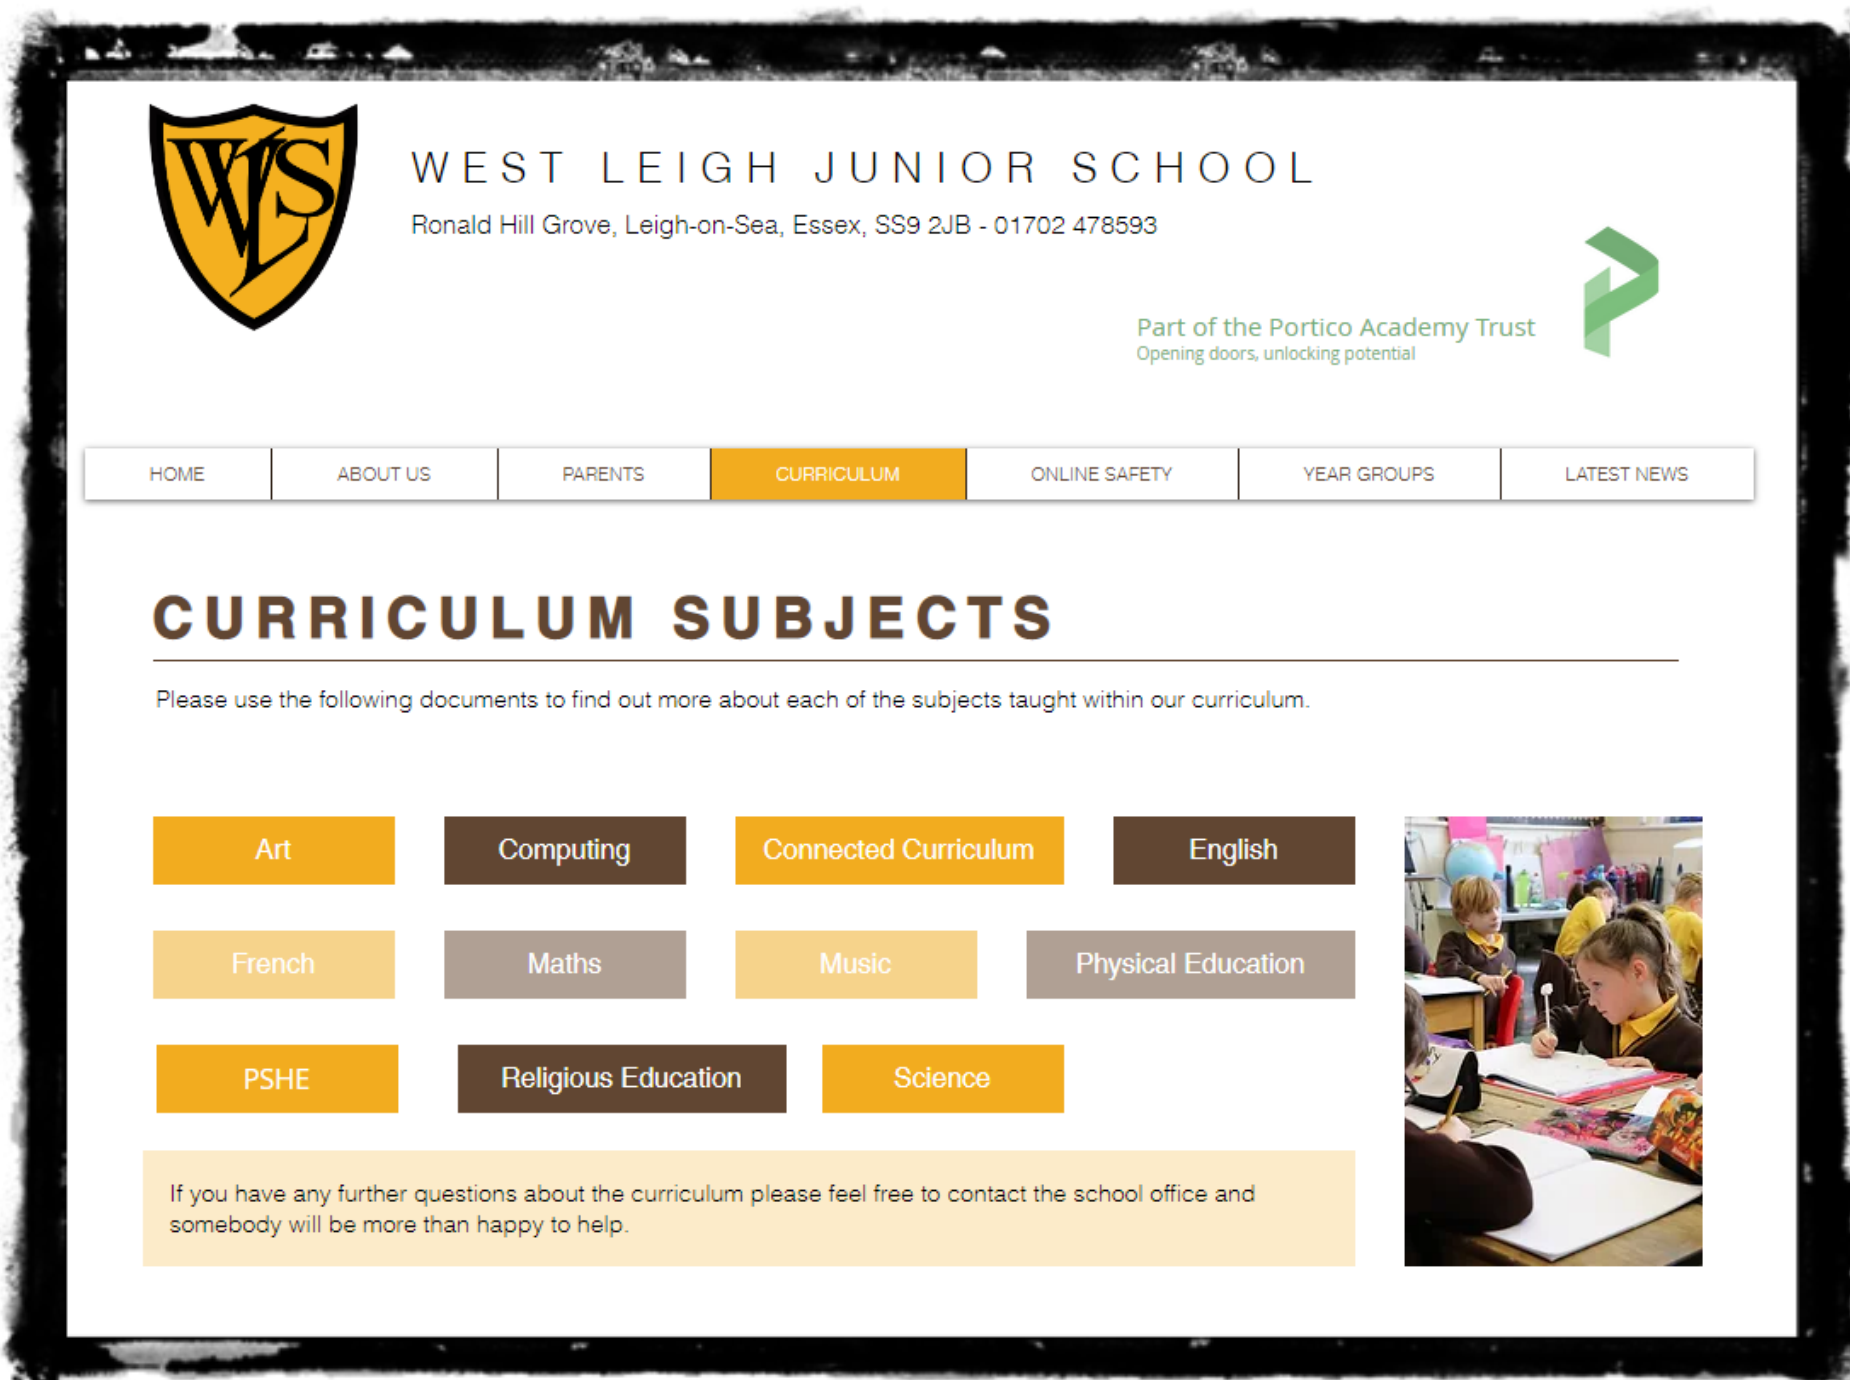 WLS
WEST LEIGH JUNIOR SCHOOL
Ronald Hill Grove, Leigh-on-Sea, Essex, SS9 2JB - 01702 478593
Part of the Portico Academy Trust
Opening doors, unlocking potential
HOME ABOUT US PARENTS CURRICULUM ONLINE SAFETY YEAR GROUPS LATEST NEWS
CURRICULUM SUBJECTS
Please use the following documents to find out more about each of the subjects taught within our curriculum.
Art Computing Connected Curriculum English
French Maths Music Physical Education
PSHE Religious Education Science
If you have any further questions about the curriculum please feel free to contact the school office and
somebody will be more than happy to help.